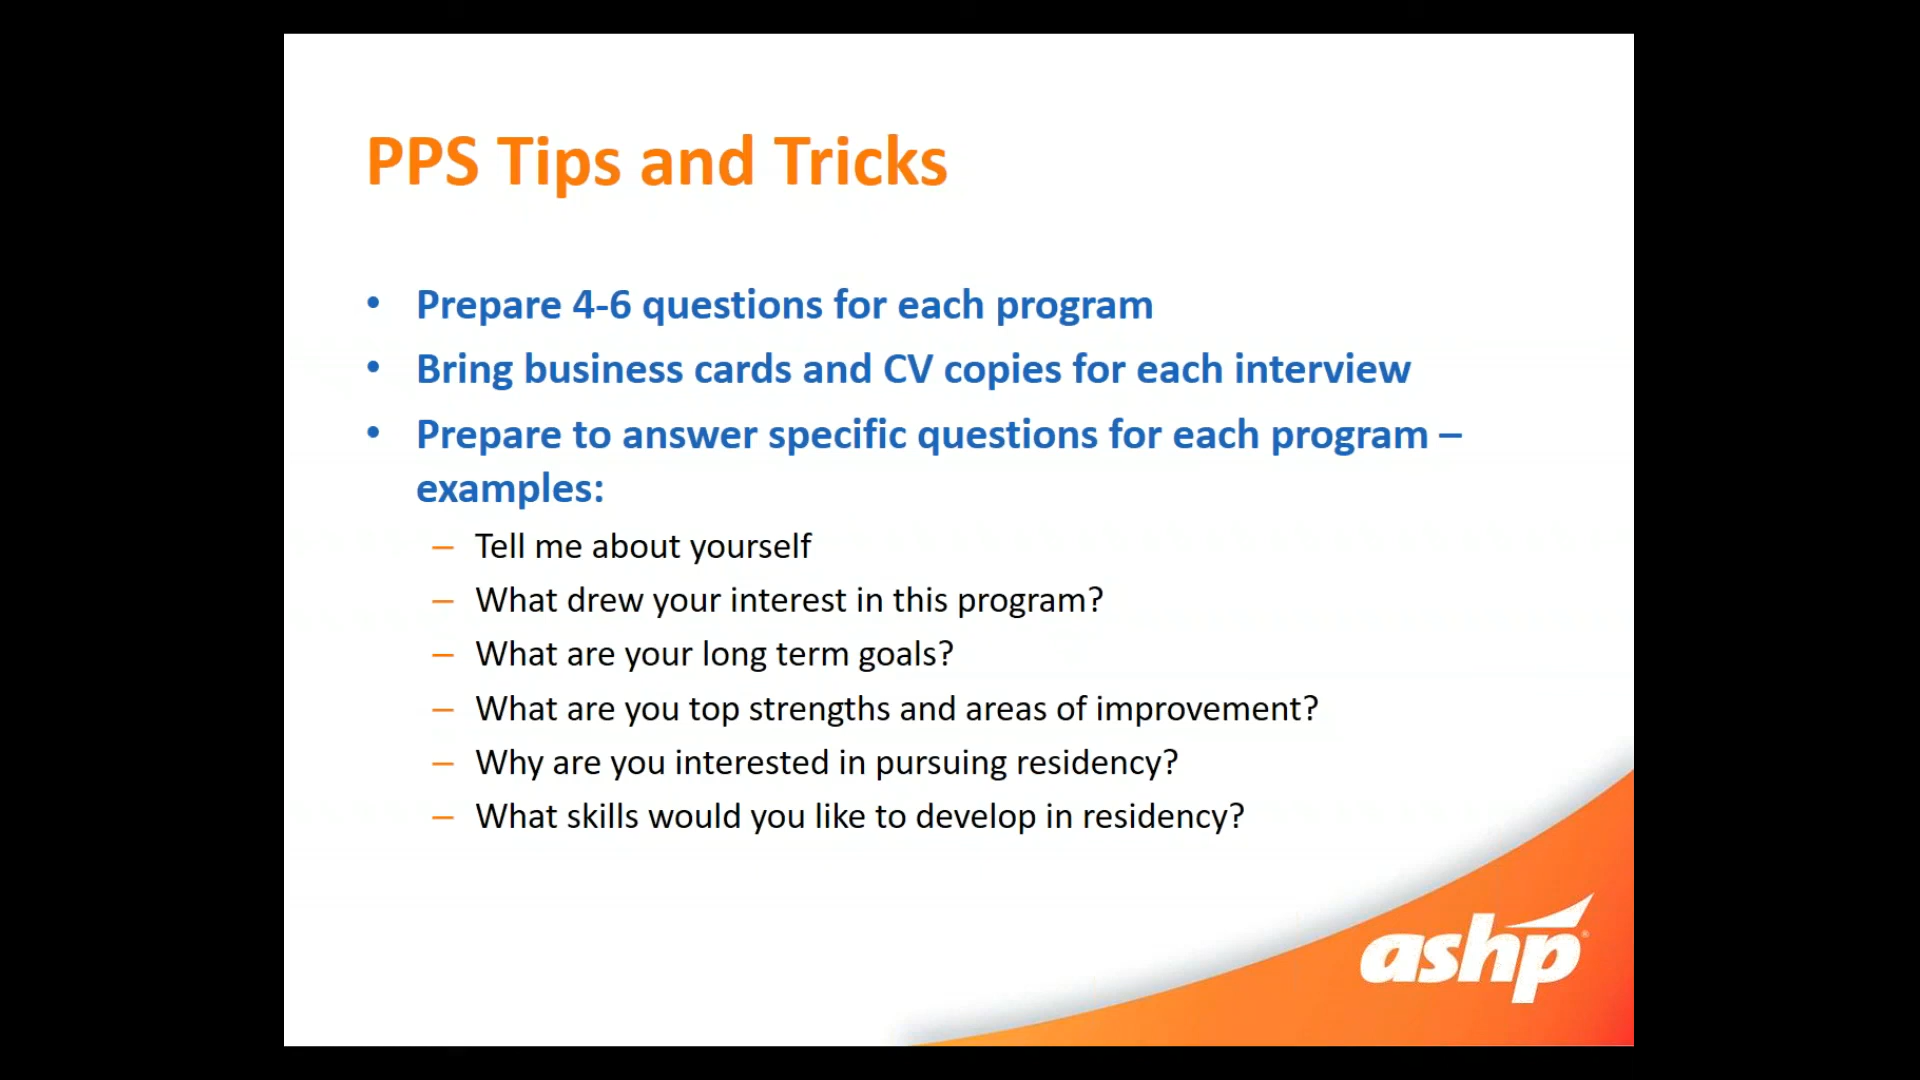 PPS Tips and Tricks
• Prepare 4-6 questions for each program
• Bring business cards and CV copies for each interview
• Prepare to answer specific questions for each program –
examples:
– Tell me about yourself
– What drew your interest in this program?
– What are your long term goals?
– What are you top strengths and areas of improvement?
– Why are you interested in pursuing residency?
– What skills would you like to develop in residency?
ashp®